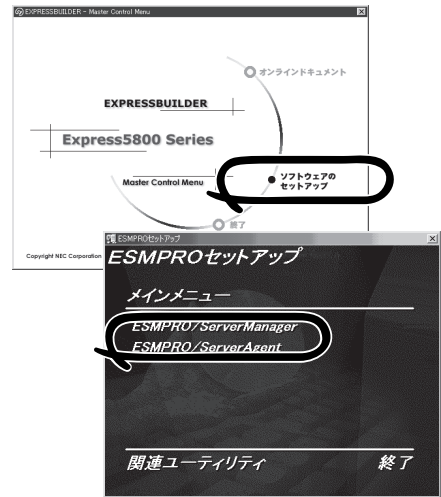 EXPRESSBUILDER - Master Control Menu
オンラインドキュメント
EXPRESSBUILDER
Express5800 Series
Master Control Menu
ソフトウェアの
セットアップ
終了
Copyright NEC Corporation
ESMPROセットアップ
ESMPROセットアップ
メインメニュー
ESMPRO/ServerManager
ESMPRO/ServerAgent
関連ユーティリティ
終了